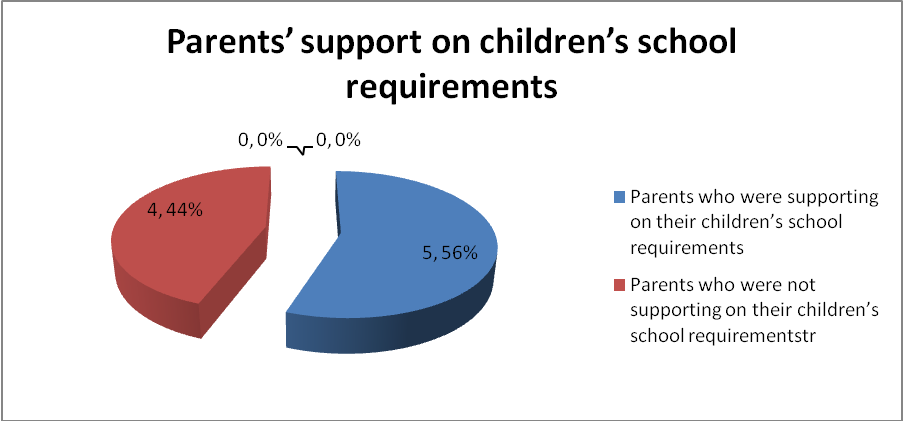 Parents’ support on children’s school
requirements
0, 0% 0, 0%
4, 44%
5, 56%
Parents who were supporting
on their children’s school
requirements
Parents who were not
supporting on their children’s
school requirementstr